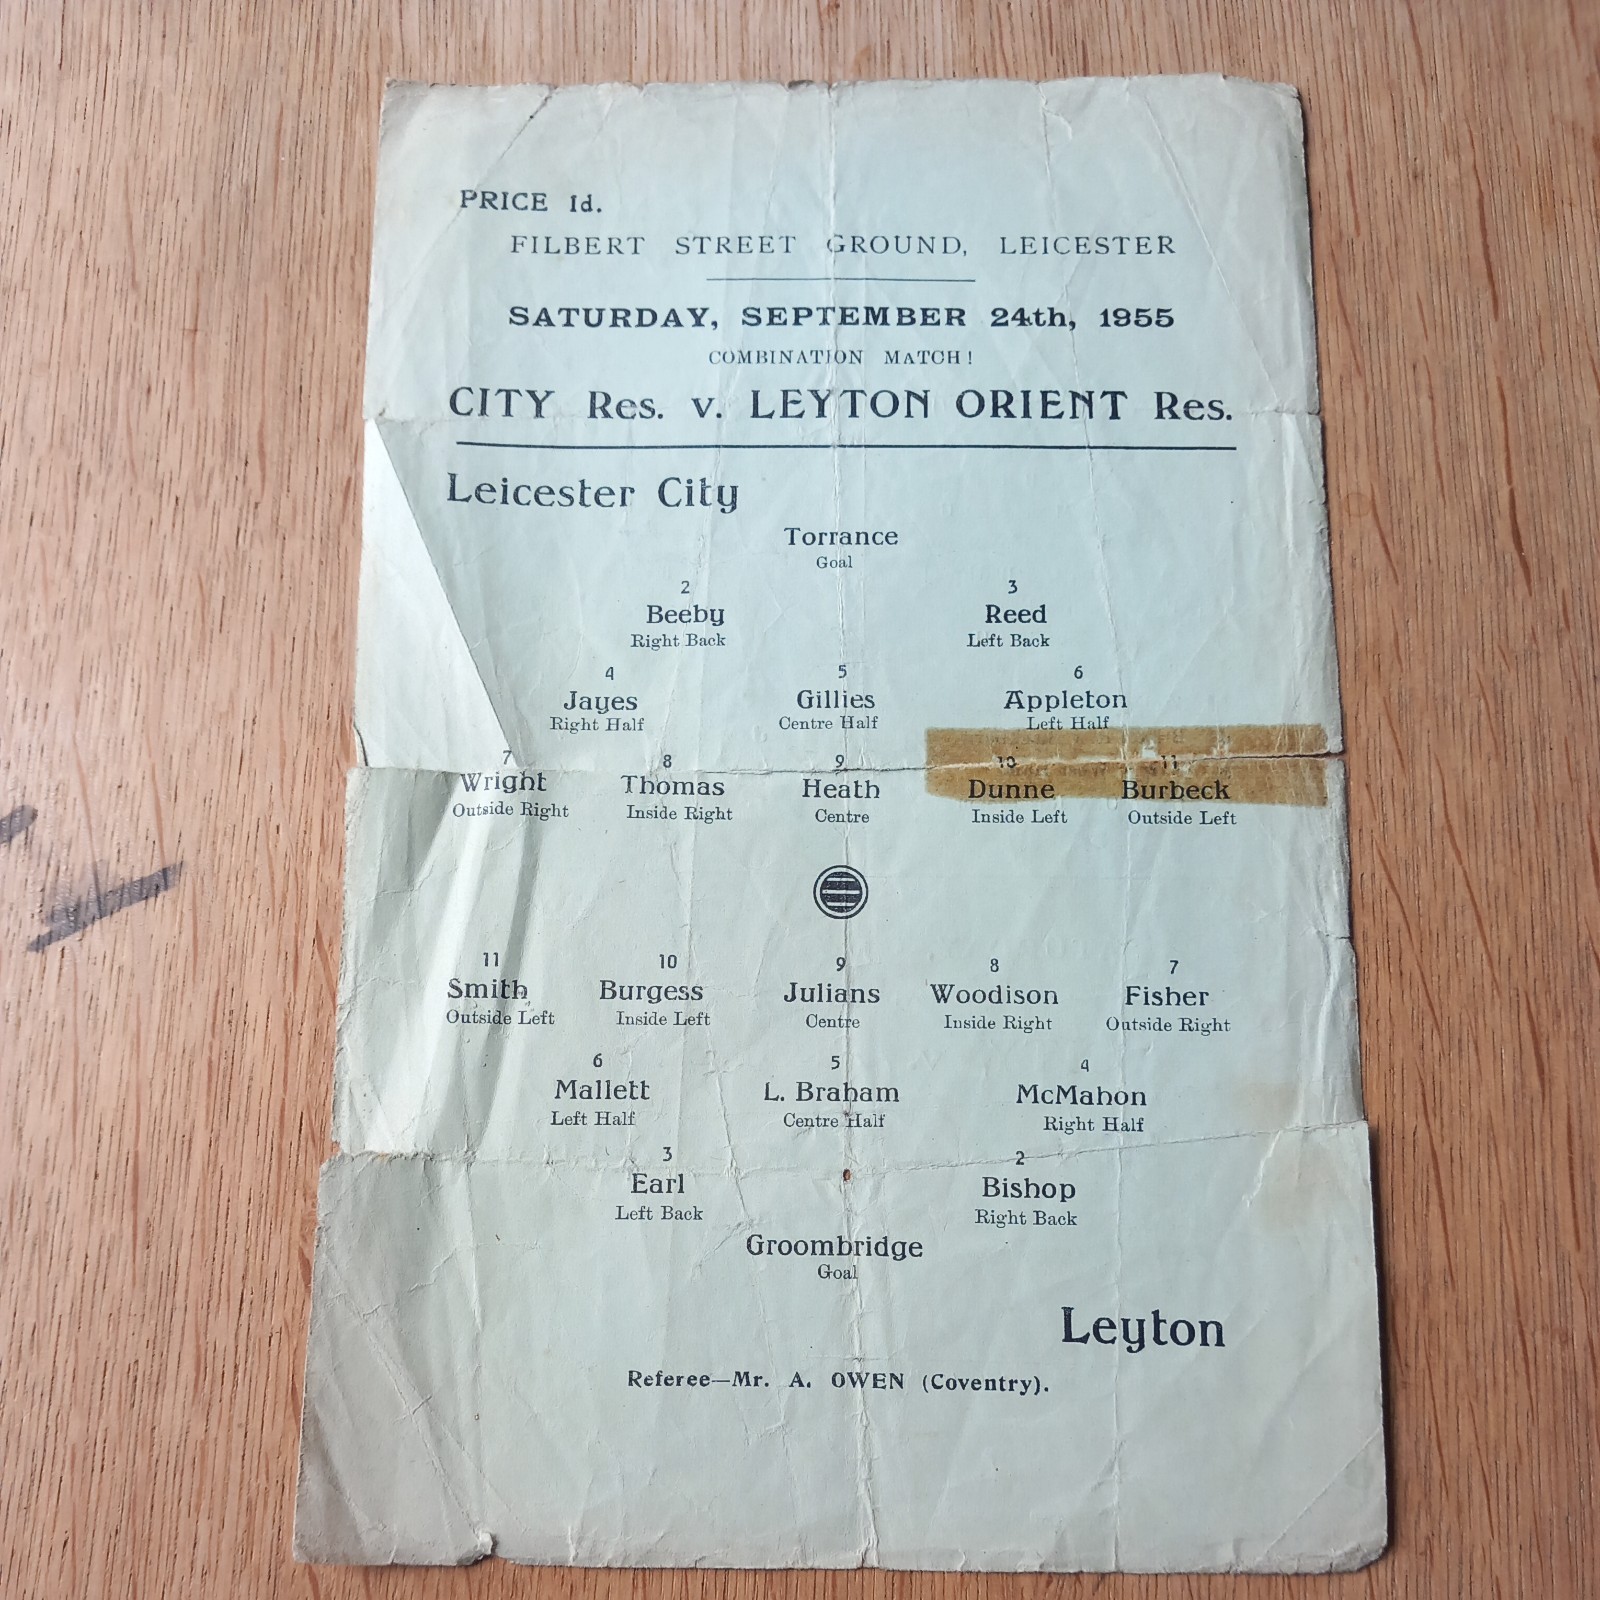 PRICE 1d.
FILBERT STREET GROUND, LEICESTER
SATURDAY, SEPTEMBER 24th, 1955
COMBINATION MATCH!
CITY Res. v. LEYTON ORIENT Res.
Leicester City
Torrance
Goal
2 3
Beeby Reed
Right Back Left Back
4 5 6
Jayes Gillies Appleton
Right Half Centre Half Left Half
7 8 9 10 11
Wright Thomas Heath Dunne Burbeck
Outside Right Inside Right Centre Inside Left Outside Left
11 10 9 8 7
Smith Burgess Julians Woodison Fisher
Outside Left Inside Left Centre Inside Right Outside Right
6 5 4
Mallett L. Braham McMahon
Left Half Centre Half Right Half
3 2
Earl Bishop
Left Back Right Back
Groombridge
Goal
Leyton
Referee—Mr. A. OWEN (Coventry).